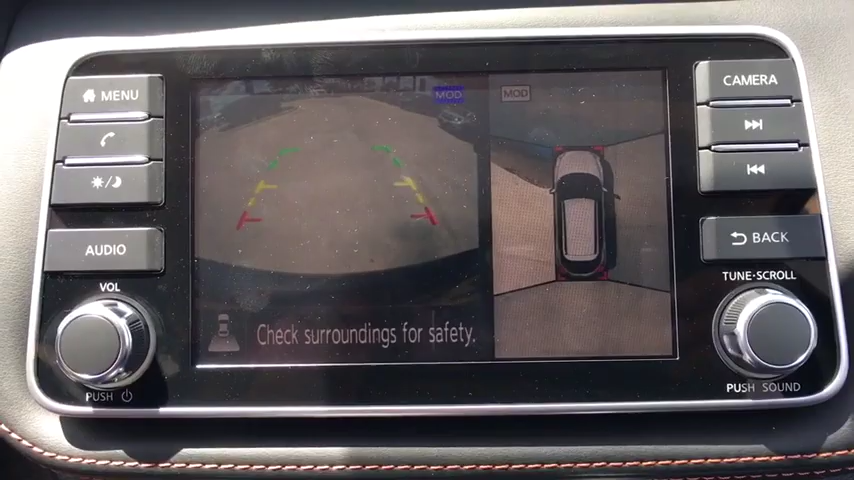 MENU
AUDIO
VOL
PUSH
MOD
MOD
Check surroundings for safety.
CAMERA
BACK
TUNE·SCROLL
PUSH SOUND